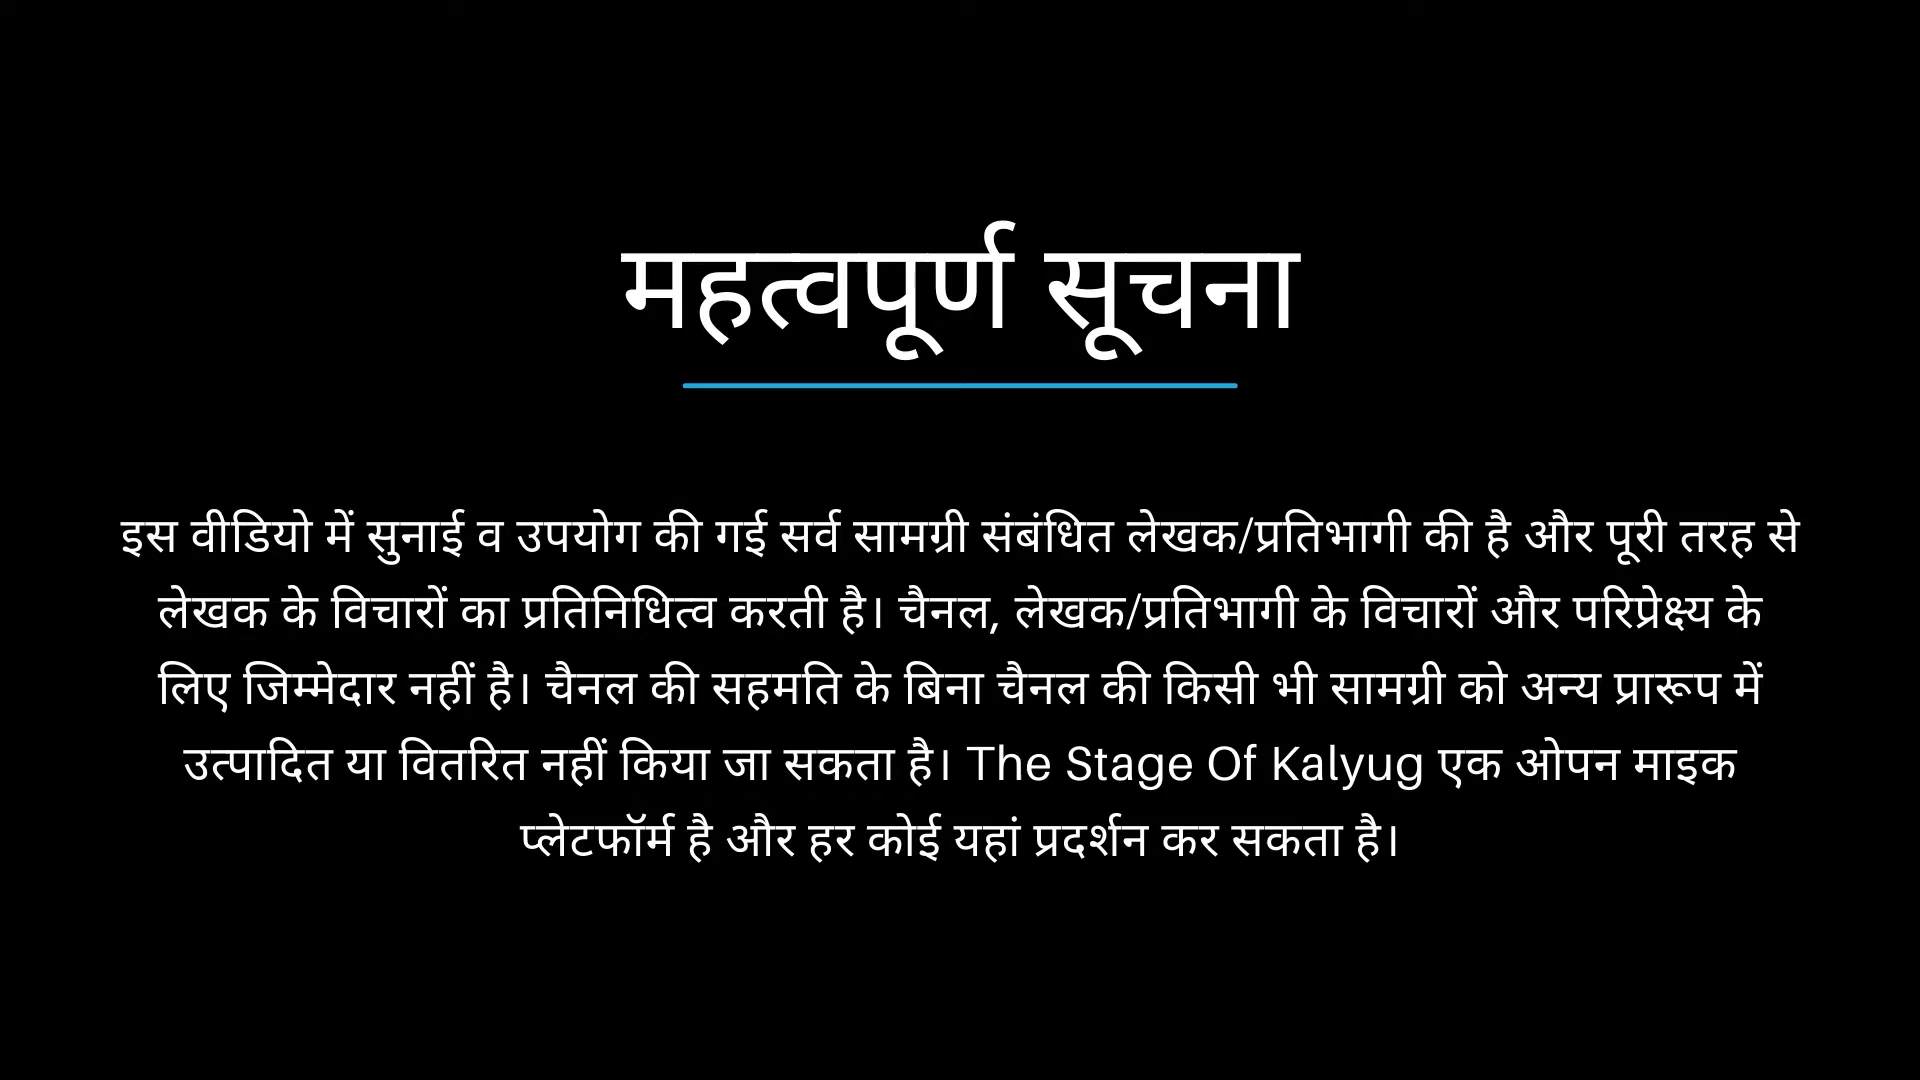 महत्वपूर्ण सूचना
इस वीडियो में सुनाई व उपयोग की गई सर्व सामग्री संबंधित लेखक/प्रतिभागी की है और पूरी तरह से
लेखक के विचारों का प्रतिनिधित्व करती है। चैनल, लेखक/प्रतिभागी के विचारों और परिप्रेक्ष्य के
लिए जिम्मेदार नहीं है। चैनल की सहमति के बिना चैनल की किसी भी सामग्री को अन्य प्रारूप में
उत्पादित या वितरित नहीं किया जा सकता है। The Stage Of Kalyug एक ओपन माइक
प्लेटफॉर्म है और हर कोई यहां प्रदर्शन कर सकता है।